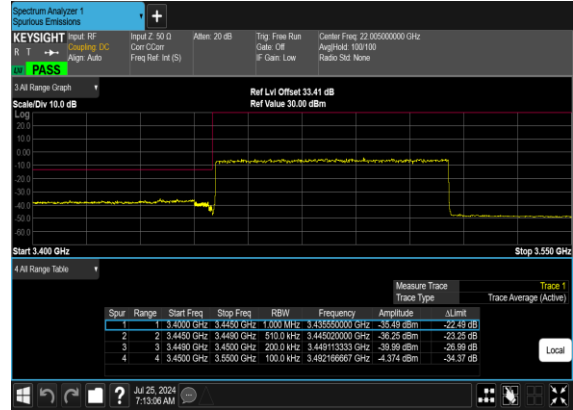 Spectrum Analyzer 1
Spurious Emissions
KEYSIGHT Input: RF Input Z: 50 Ω Atten: 20 dB Trig: Free Run Center Freq: 22.005000000 GHz
R T Coupling: DC Corr CCorr Gate: Off Avg|Hold: 100/100
Align: Auto Freq Ref: Int (S) IF Gain: Low Radio Std: None
PASS
3 All Range Graph
Ref Lvl Offset 33.41 dB
Scale/Div 10.0 dB Ref Value 30.00 dBm
Log
20.0
10.0
0.00
-10.0
-20.0
-30.0
-40.0
-50.0
-60.0
Start 3.400 GHz Stop 3.550 GHz
4 All Range Table
Measure Trace Trace 1
Trace Type Trace Average (Active)
Spur Range Start Freq Stop Freq RBW Frequency Amplitude ΔLimit
1 1 3.4000 GHz 3.4450 GHz 1.000 MHz 3.435550000 GHz -35.49 dBm -22.49 dB
2 2 3.4450 GHz 3.4490 GHz 510.0 kHz 3.445020000 GHz -36.25 dBm -23.25 dB
3 3 3.4490 GHz 3.4500 GHz 200.0 kHz 3.449113333 GHz -39.99 dBm -26.99 dB
4 4 3.4500 GHz 3.5500 GHz 100.0 kHz 3.492166667 GHz -4.374 dBm -34.37 dB
Local
Jul 25, 2024
7:13:06 AM